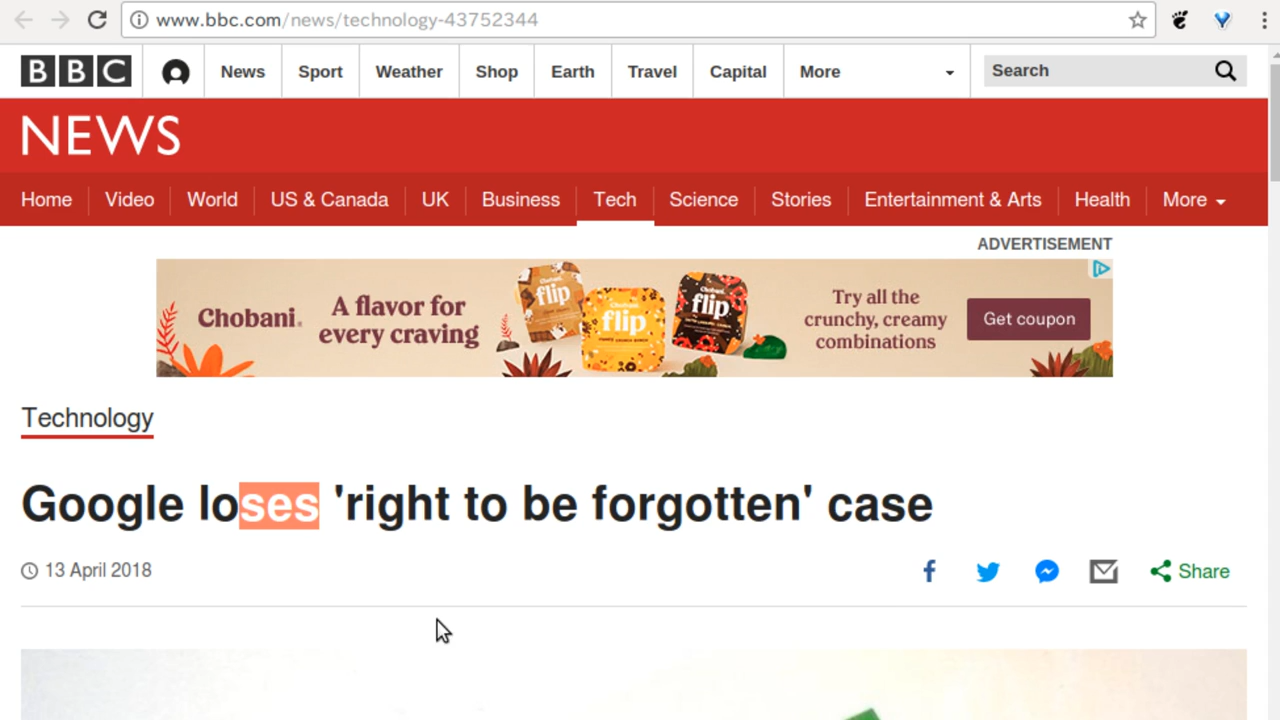 www.bbc.com/news/technology-43752344
BBC News Sport Weather Shop Earth Travel Capital More Search
NEWS
Home Video World US & Canada UK Business Tech Science Stories Entertainment & Arts Health More
ADVERTISEMENT
Chobani.
A flavor for
every craving
Chobani
flip
Chobani
flip
Chobani
flip
Try all the
crunchy, creamy
combinations
Get coupon
Technology
Google loses 'right to be forgotten' case
13 April 2018
Share